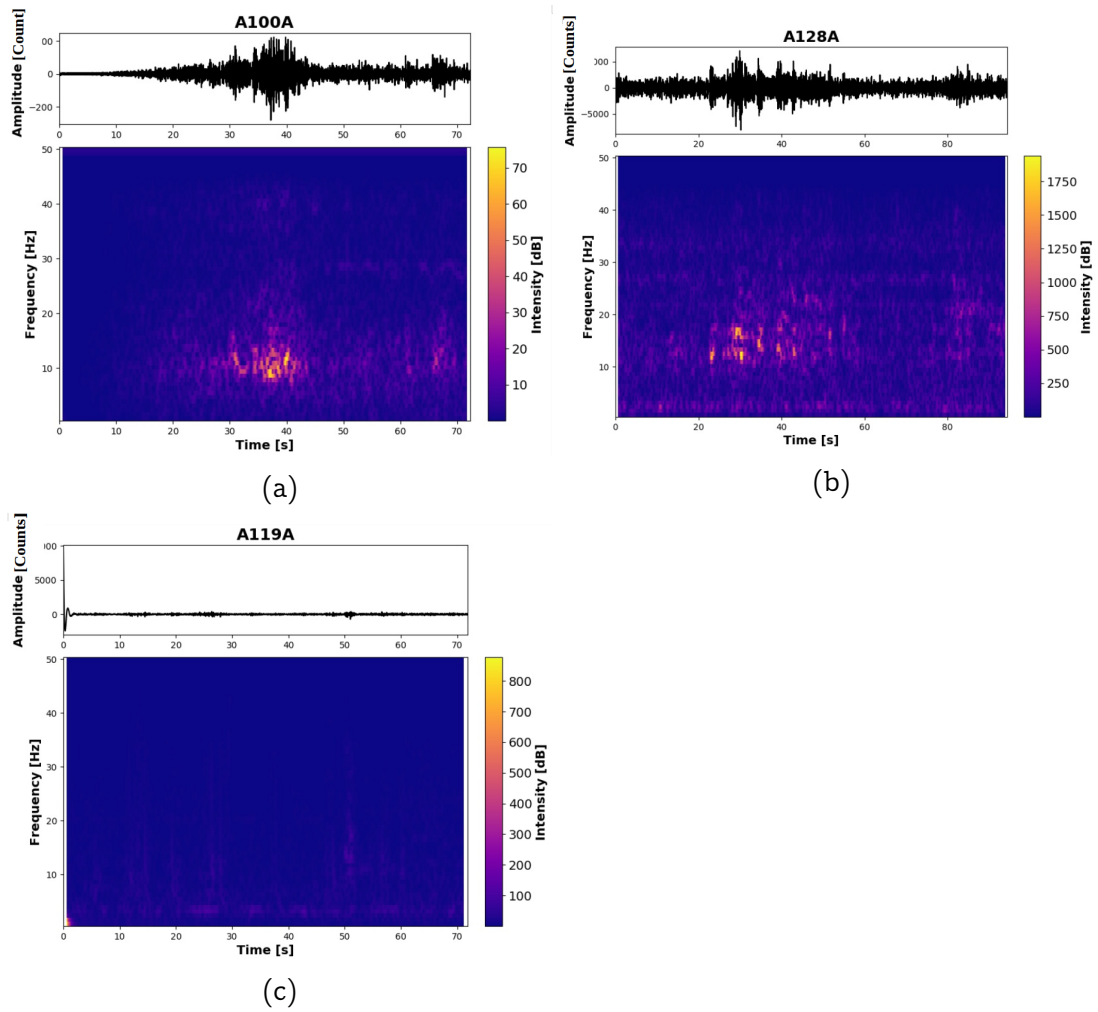 A100A
Amplitude [Count]
00
0
−200
0 10 20 30 40 50 60 70
50
40
30
20
10
Frequency [Hz]
0 10 20 30 40 50 60 70
Time [s]
70
60
50
40
30
20
10
Intensity [dB]
(a)
A128A
Amplitude [Counts]
000
0
−5000
0 20 40 60 80
50
40
30
20
10
Frequency [Hz]
0 20 40 60 80
Time [s]
1750
1500
1250
1000
750
500
250
Intensity [dB]
(b)
A119A
Amplitude [Counts]
000
5000
0
0 10 20 30 40 50 60 70
50
40
30
20
10
Frequency [Hz]
0 10 20 30 40 50 60 70
Time [s]
800
700
600
500
400
300
200
100
Intensity [dB]
(c)